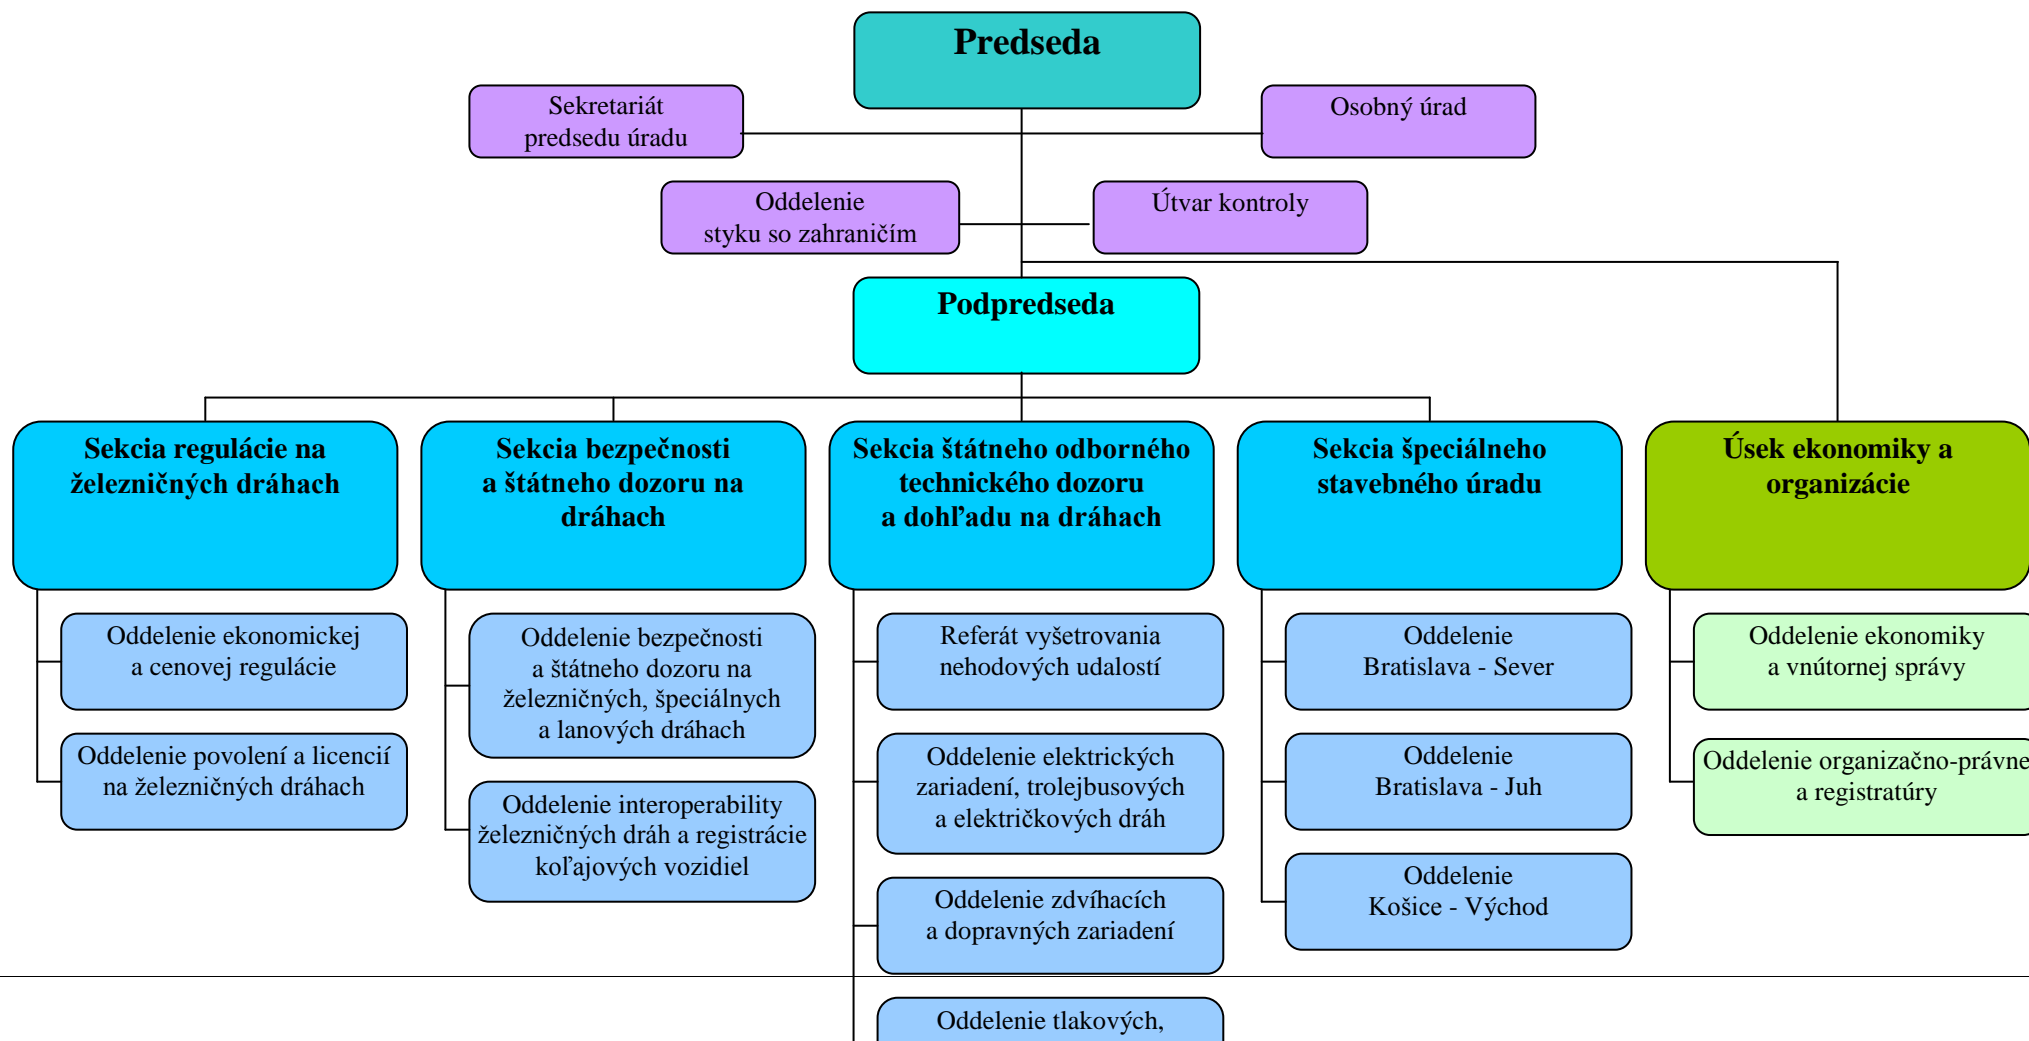 Predseda
Sekretariát
predsedu úradu
Osobný úrad
Oddelenie
styku so zahraničím
Útvar kontroly
Podpredseda
Sekcia regulácie na
železničných dráhach
Sekcia bezpečnosti
a štátneho dozoru na
dráhach
Sekcia štátneho odborného
technického dozoru
a dohľadu na dráhach
Sekcia špeciálneho
stavebného úradu
Úsek ekonomiky a
organizácie
Oddelenie ekonomickej
a cenovej regulácie
Oddelenie povolení a licencií
na železničných dráhach
Oddelenie bezpečnosti
a štátneho dozoru na
železničných, špeciálnych
a lanových dráhach
Oddelenie interoperability
železničných dráh a registrácie
koľajových vozidiel
Referát vyšetrovania
nehodových udalostí
Oddelenie elektrických
zariadení, trolejbusových
a električkových dráh
Oddelenie zdvíhacích
a dopravných zariadení
Oddelenie tlakových,
Oddelenie
Bratislava - Sever
Oddelenie
Bratislava - Juh
Oddelenie
Košice - Východ
Oddelenie ekonomiky
a vnútornej správy
Oddelenie organizačno-právne
a registratúry